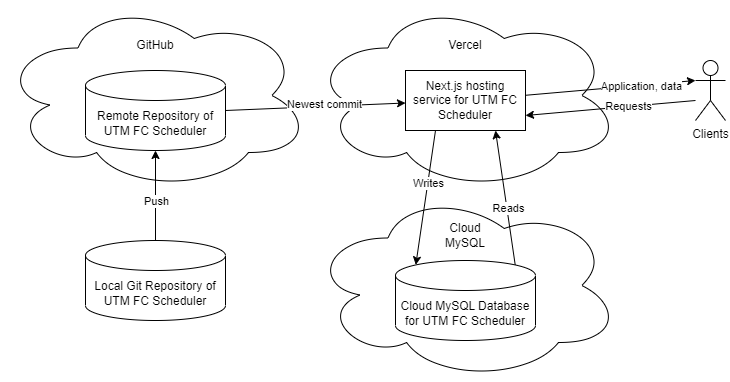 GitHub
Remote Repository of
UTM FC Scheduler
Newest commit
Push
Local Git Repository of
UTM FC Scheduler
Vercel
Next.js hosting
service for UTM FC
Scheduler
Application, data
Requests
Clients
Writes
Reads
Cloud
MySQL
Cloud MySQL Database
for UTM FC Scheduler